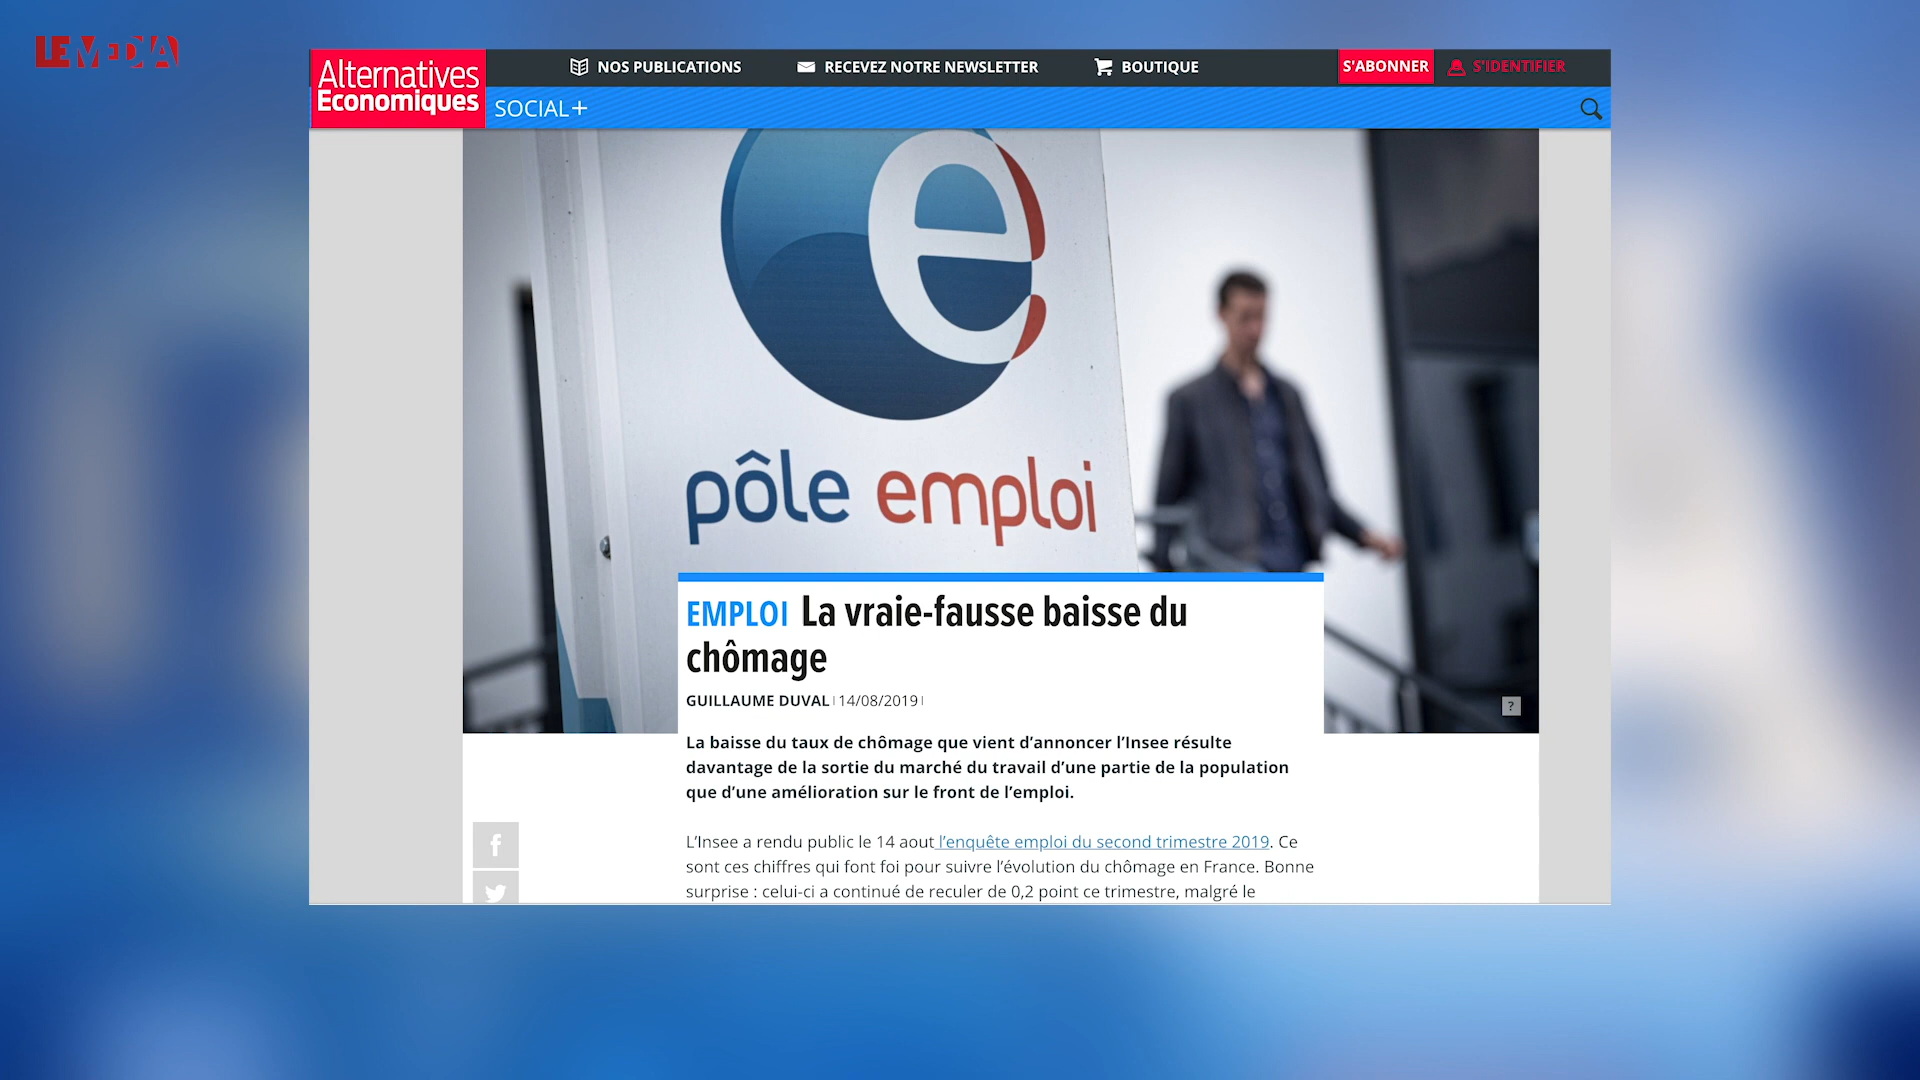 LE MEDIA
Alternatives
Economiques
NOS PUBLICATIONS
RECEVEZ NOTRE NEWSLETTER
BOUTIQUE
S'ABONNER
S'IDENTIFIER
SOCIAL+
e
pôle emploi
EMPLOI La vraie-fausse baisse du
chômage
GUILLAUME DUVAL | 14/08/2019 |
?
La baisse du taux de chômage que vient d’annoncer l’Insee résulte
davantage de la sortie du marché du travail d’une partie de la population
que d’une amélioration sur le front de l’emploi.
L’Insee a rendu public le 14 aout l’enquête emploi du second trimestre 2019. Ce
sont ces chiffres qui font foi pour suivre l’évolution du chômage en France. Bonne
surprise : celui-ci a continué de reculer de 0,2 point ce trimestre, malgré le